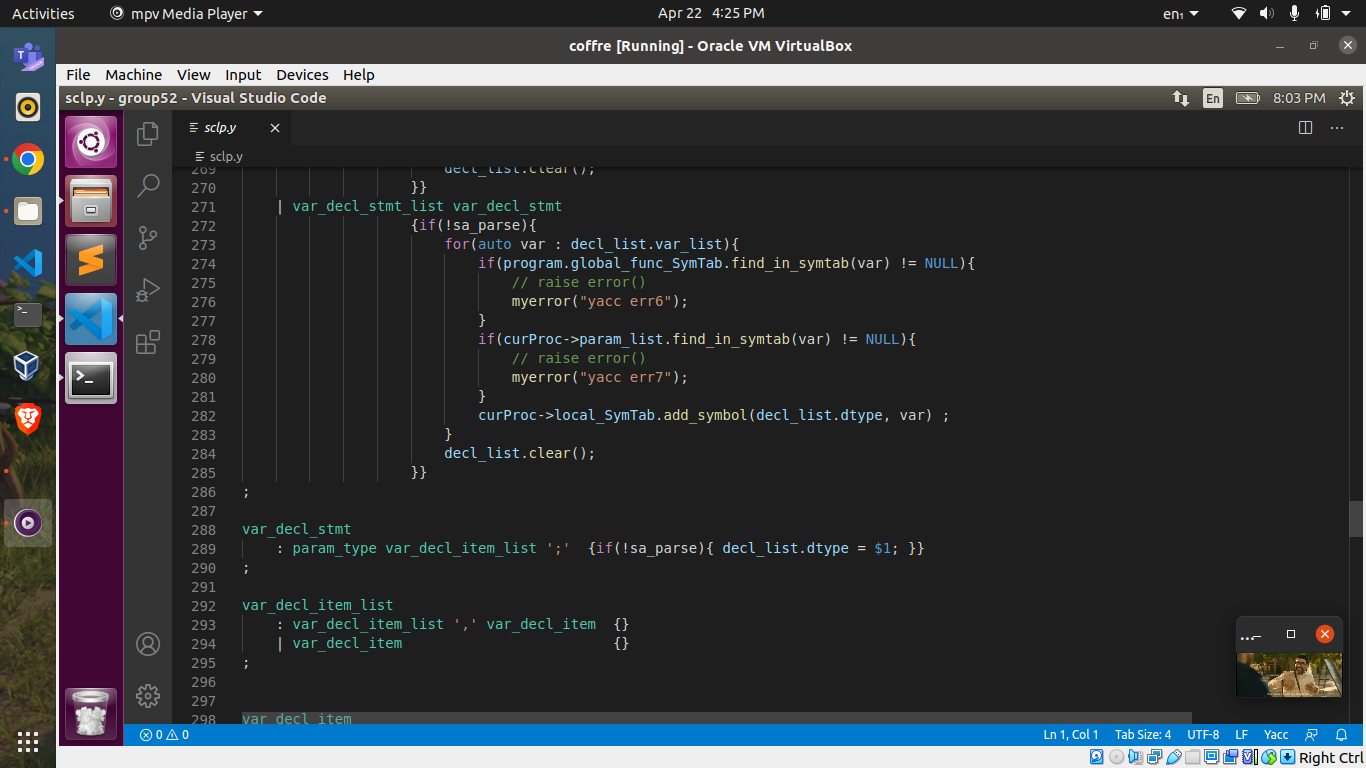 Activities mpv Media Player Apr 22 4:25 PM en₁
coffre [Running] - Oracle VM VirtualBox
File Machine View Input Devices Help
sclp.y - group52 - Visual Studio Code En 8:03 PM
sclp.y
sclp.y
269 decl_list.clear();
270 }}
271 | var_decl_stmt_list var_decl_stmt
272 {if(!sa_parse){
273 for(auto var : decl_list.var_list){
274 if(program.global_func_SymTab.find_in_symtab(var) != NULL){
275 // raise error()
276 myerror("yacc err6");
277 }
278 if(curProc->param_list.find_in_symtab(var) != NULL){
279 // raise error()
280 myerror("yacc err7");
281 }
282 curProc->local_SymTab.add_symbol(decl_list.dtype, var) ;
283 }
284 decl_list.clear();
285 }}
286 ;
287
288 var_decl_stmt
289 : param_type var_decl_item_list ';' {if(!sa_parse){ decl_list.dtype = $1; }}
290 ;
291
292 var_decl_item_list
293 : var_decl_item_list ',' var_decl_item {}
294 | var_decl_item {}
295 ;
296
297
298 var_decl_item
0 0 Ln 1, Col 1 Tab Size: 4 UTF-8 LF Yacc
Right Ctrl